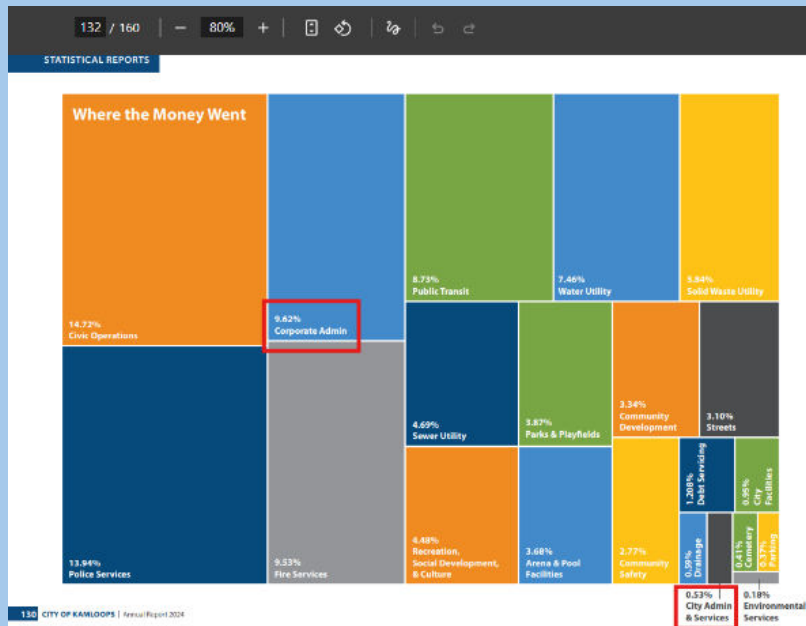 132 / 160
80%
STATISTICAL REPORTS
Where the Money Went
14.72%
Civic Operations
9.62%
Corporate Admin
8.73%
Public Transit
7.46%
Water Utility
5.94%
Solid Waste Utility
13.94%
Police Services
9.53%
Fire Services
4.69%
Sewer Utility
3.87%
Parks & Playfields
3.34%
Community
Development
3.10%
Streets
4.48%
Recreation,
Social Development,
& Culture
3.68%
Arena & Pool
Facilities
2.77%
Community
Safety
1.208%
Debt Servicing
0.95%
City
Facilities
0.59%
Drainage
0.41%
Cemetery
0.37%
Parking
0.53%
City Admin
& Services
0.18%
Environmental
Services
130 CITY OF KAMLOOPS | Annual Report 2024